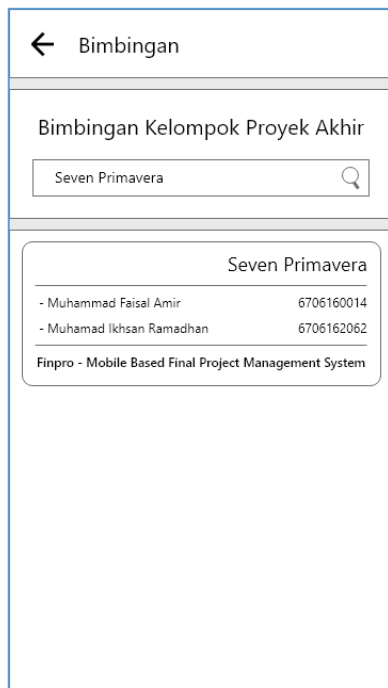 Bimbingan
Bimbingan Kelompok Proyek Akhir
Seven Primavera
Seven Primavera
- Muhammad Faisal Amir 6706160014
- Muhamad Ikhsan Ramadhan 6706162062
Finpro - Mobile Based Final Project Management System